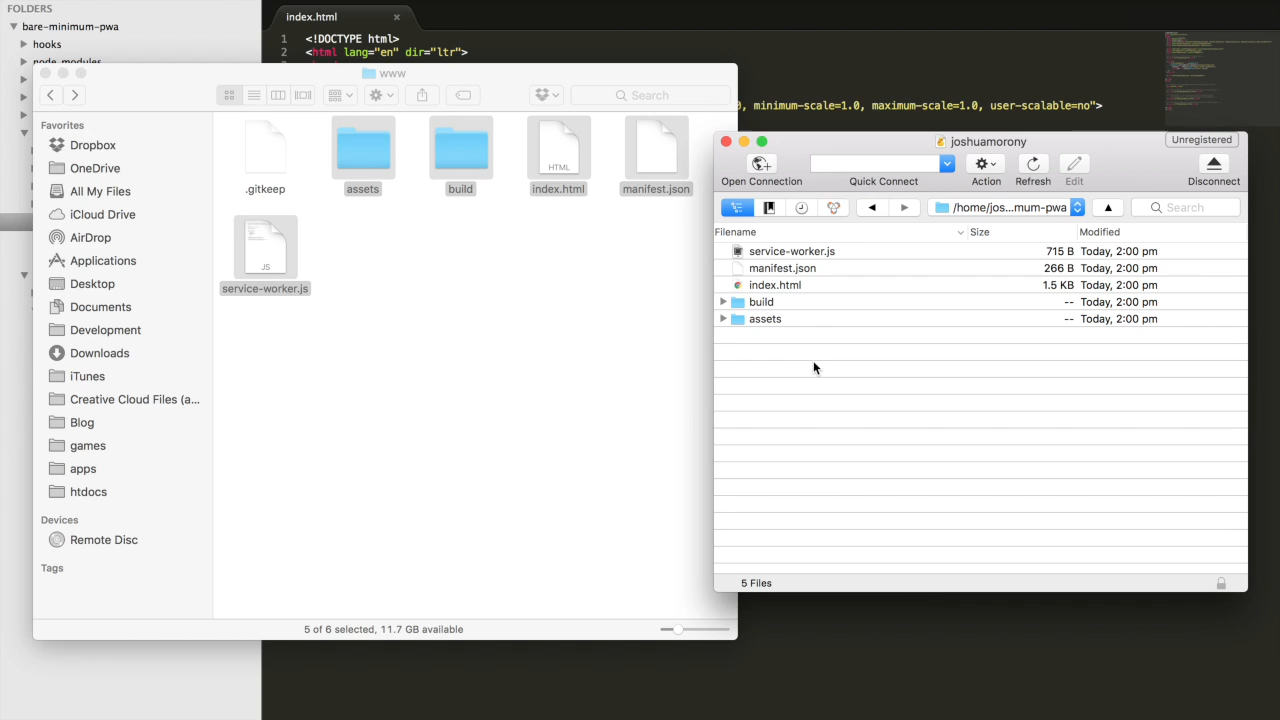 FOLDERS
bare-minimum-pwa
hooks
node_modules
index.html
1 <!DOCTYPE html>
2 <html lang="en" dir="ltr">
0, minimum-scale=1.0, maximum-scale=1.0, user-scalable=no">
www
Search
Favorites
Dropbox
OneDrive
All My Files
iCloud Drive
AirDrop
Applications
Desktop
Documents
Development
Downloads
iTunes
Creative Cloud Files (a...
Blog
games
apps
htdocs
Devices
Remote Disc
Tags
.gitkeep
assets
build
HTML
index.html
manifest.json
JS
service-worker.js
5 of 6 selected, 11.7 GB available
joshuamorony
Unregistered
Open Connection
Quick Connect
Action
Refresh
Edit
Disconnect
/home/jos...mum-pwa
Search
Filename Size Modified
service-worker.js 715 B Today, 2:00 pm
manifest.json 266 B Today, 2:00 pm
index.html 1.5 KB Today, 2:00 pm
build -- Today, 2:00 pm
assets -- Today, 2:00 pm
5 Files